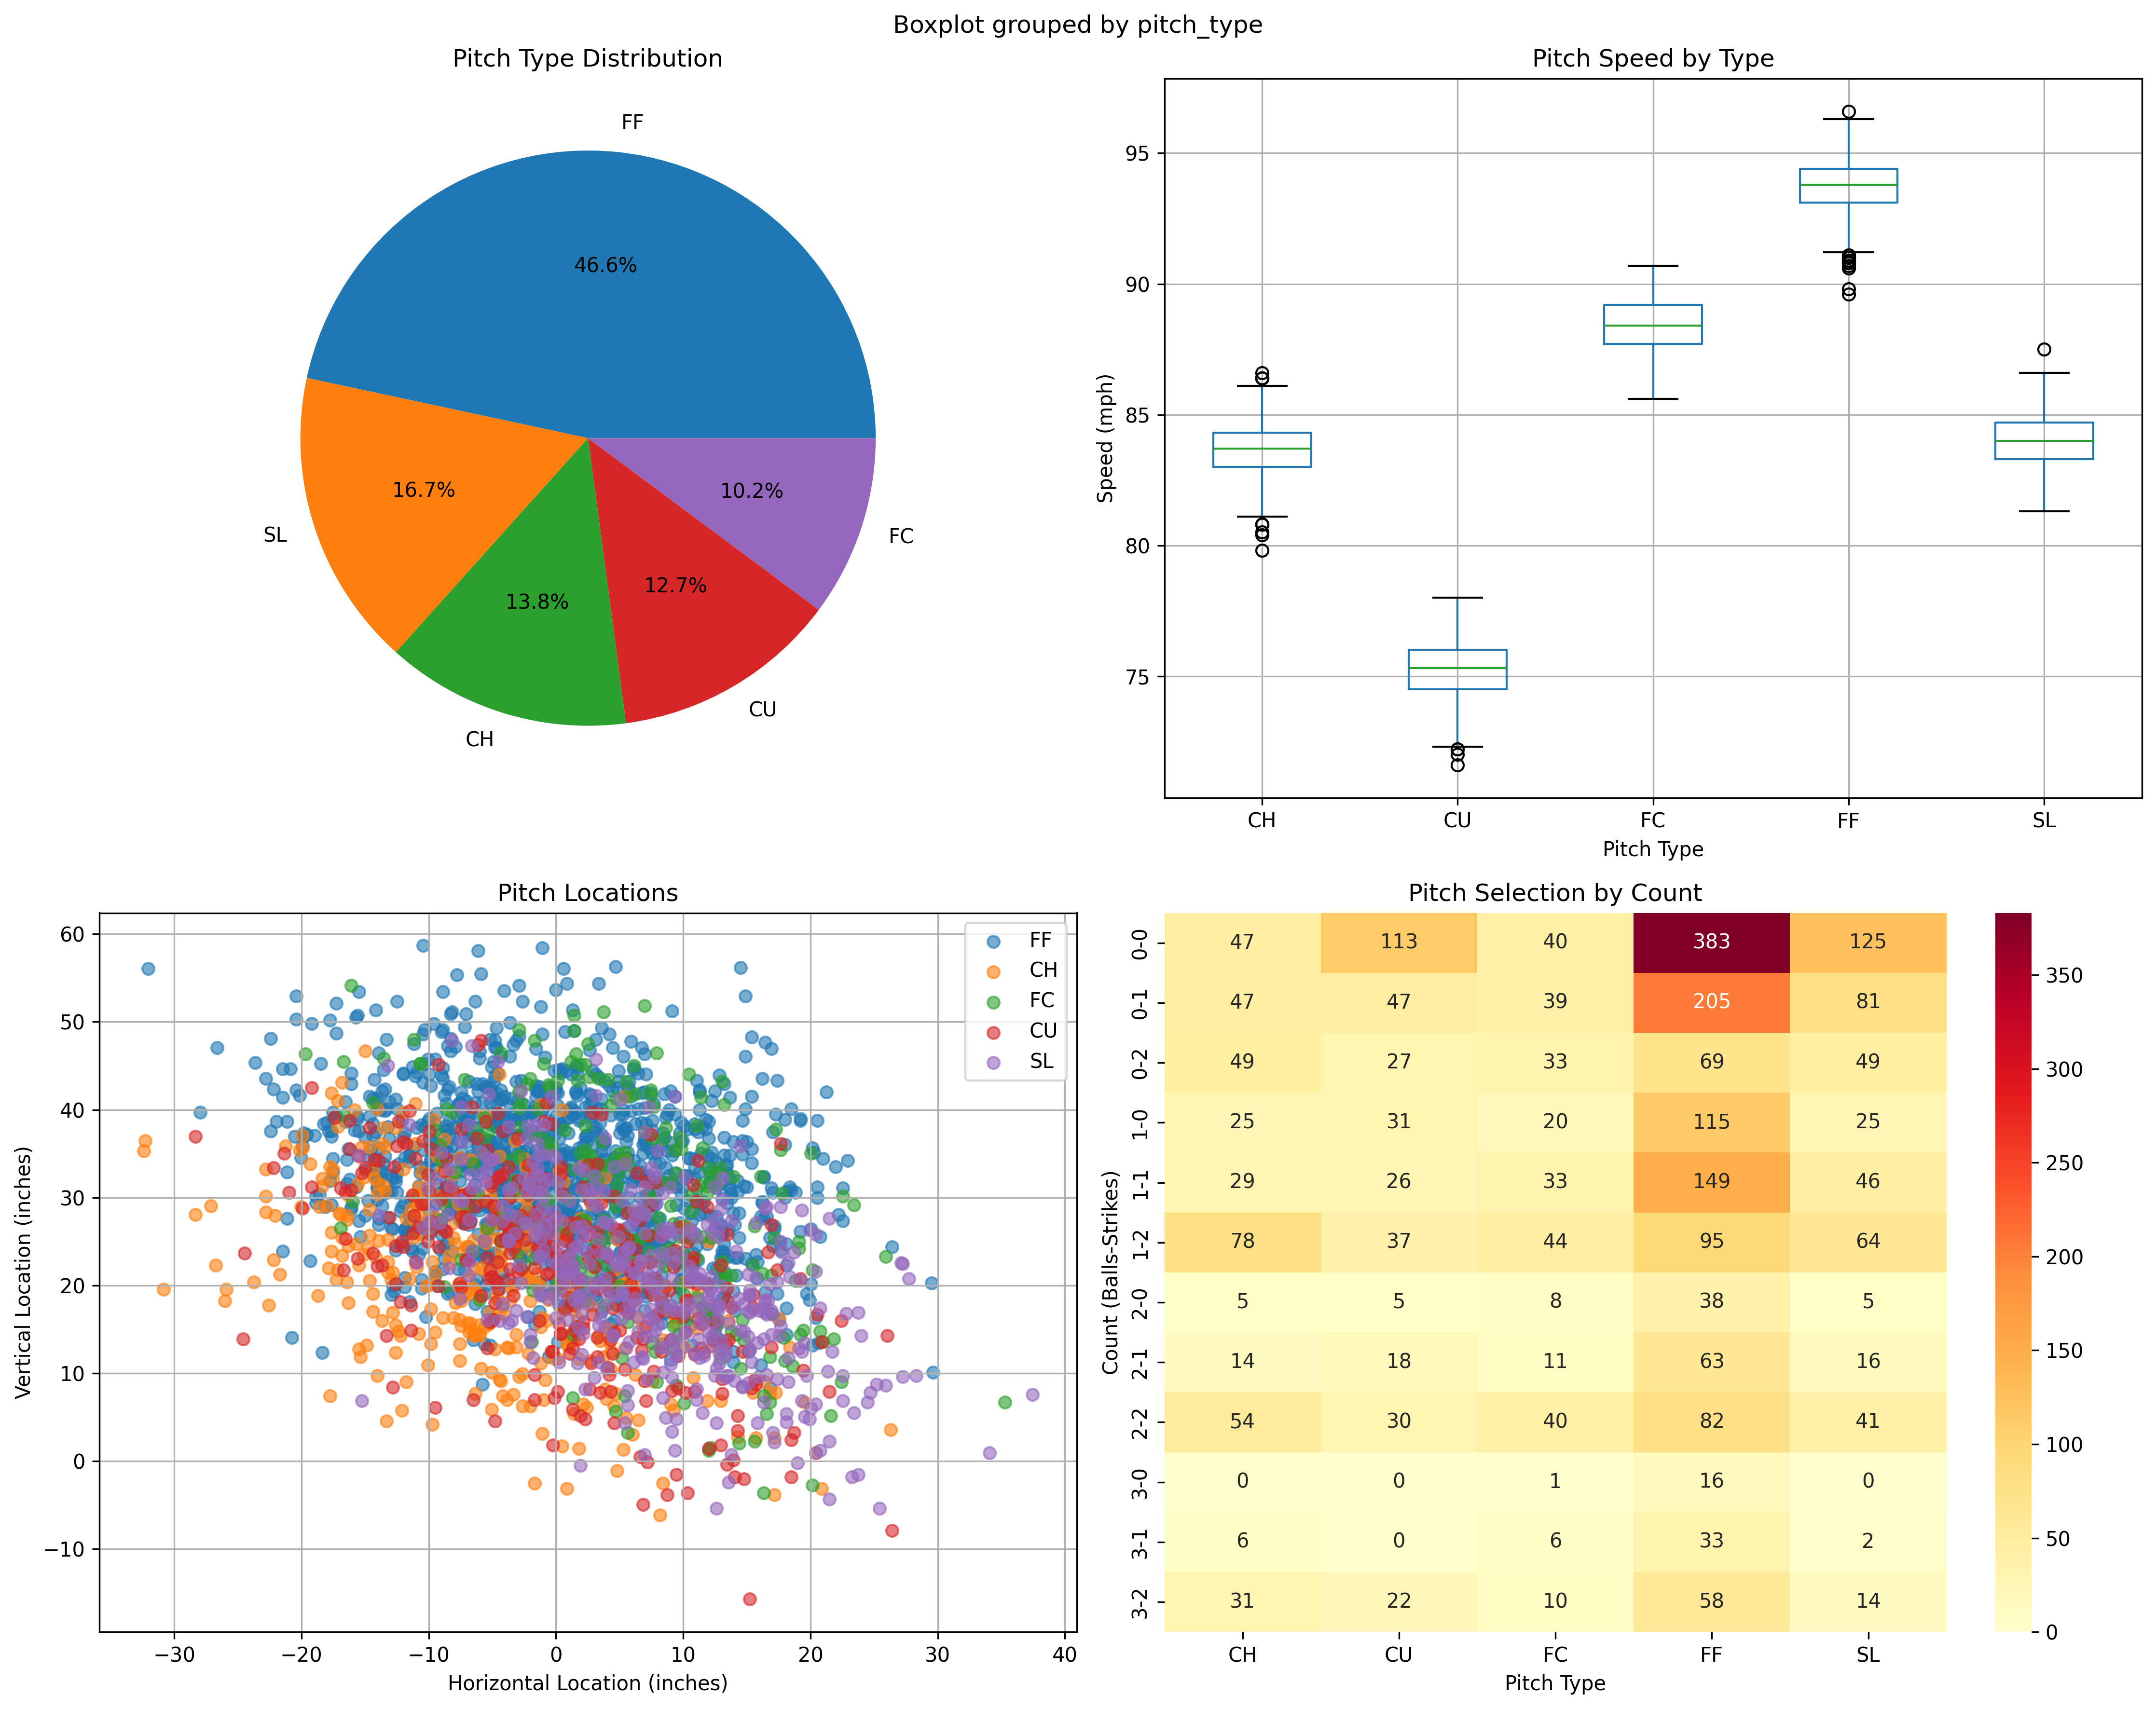 Boxplot grouped by pitch_type
Pitch Type Distribution
FF
46.6%
16.7%
10.2%
SL
FC
13.8%
12.7%
CU
CH
Pitch Speed by Type
95
90
85
80
75
Speed (mph)
CH CU FC FF SL
Pitch Type
Pitch Locations
FF
CH
FC
CU
SL
60
50
40
30
20
10
0
−10
Vertical Location (inches)
−30 −20 −10 0 10 20 30 40
Horizontal Location (inches)
Pitch Selection by Count
0-0 47 113 40 383 125
0-1 47 47 39 205 81
0-2 49 27 33 69 49
1-0 25 31 20 115 25
1-1 29 26 33 149 46
1-2 78 37 44 95 64
2-0 5 5 8 38 5
2-1 14 18 11 63 16
2-2 54 30 40 82 41
3-0 0 0 1 16 0
3-1 6 0 6 33 2
3-2 31 22 10 58 14
Count (Balls-Strikes)
CH CU FC FF SL
Pitch Type
350
300
250
200
150
100
50
0